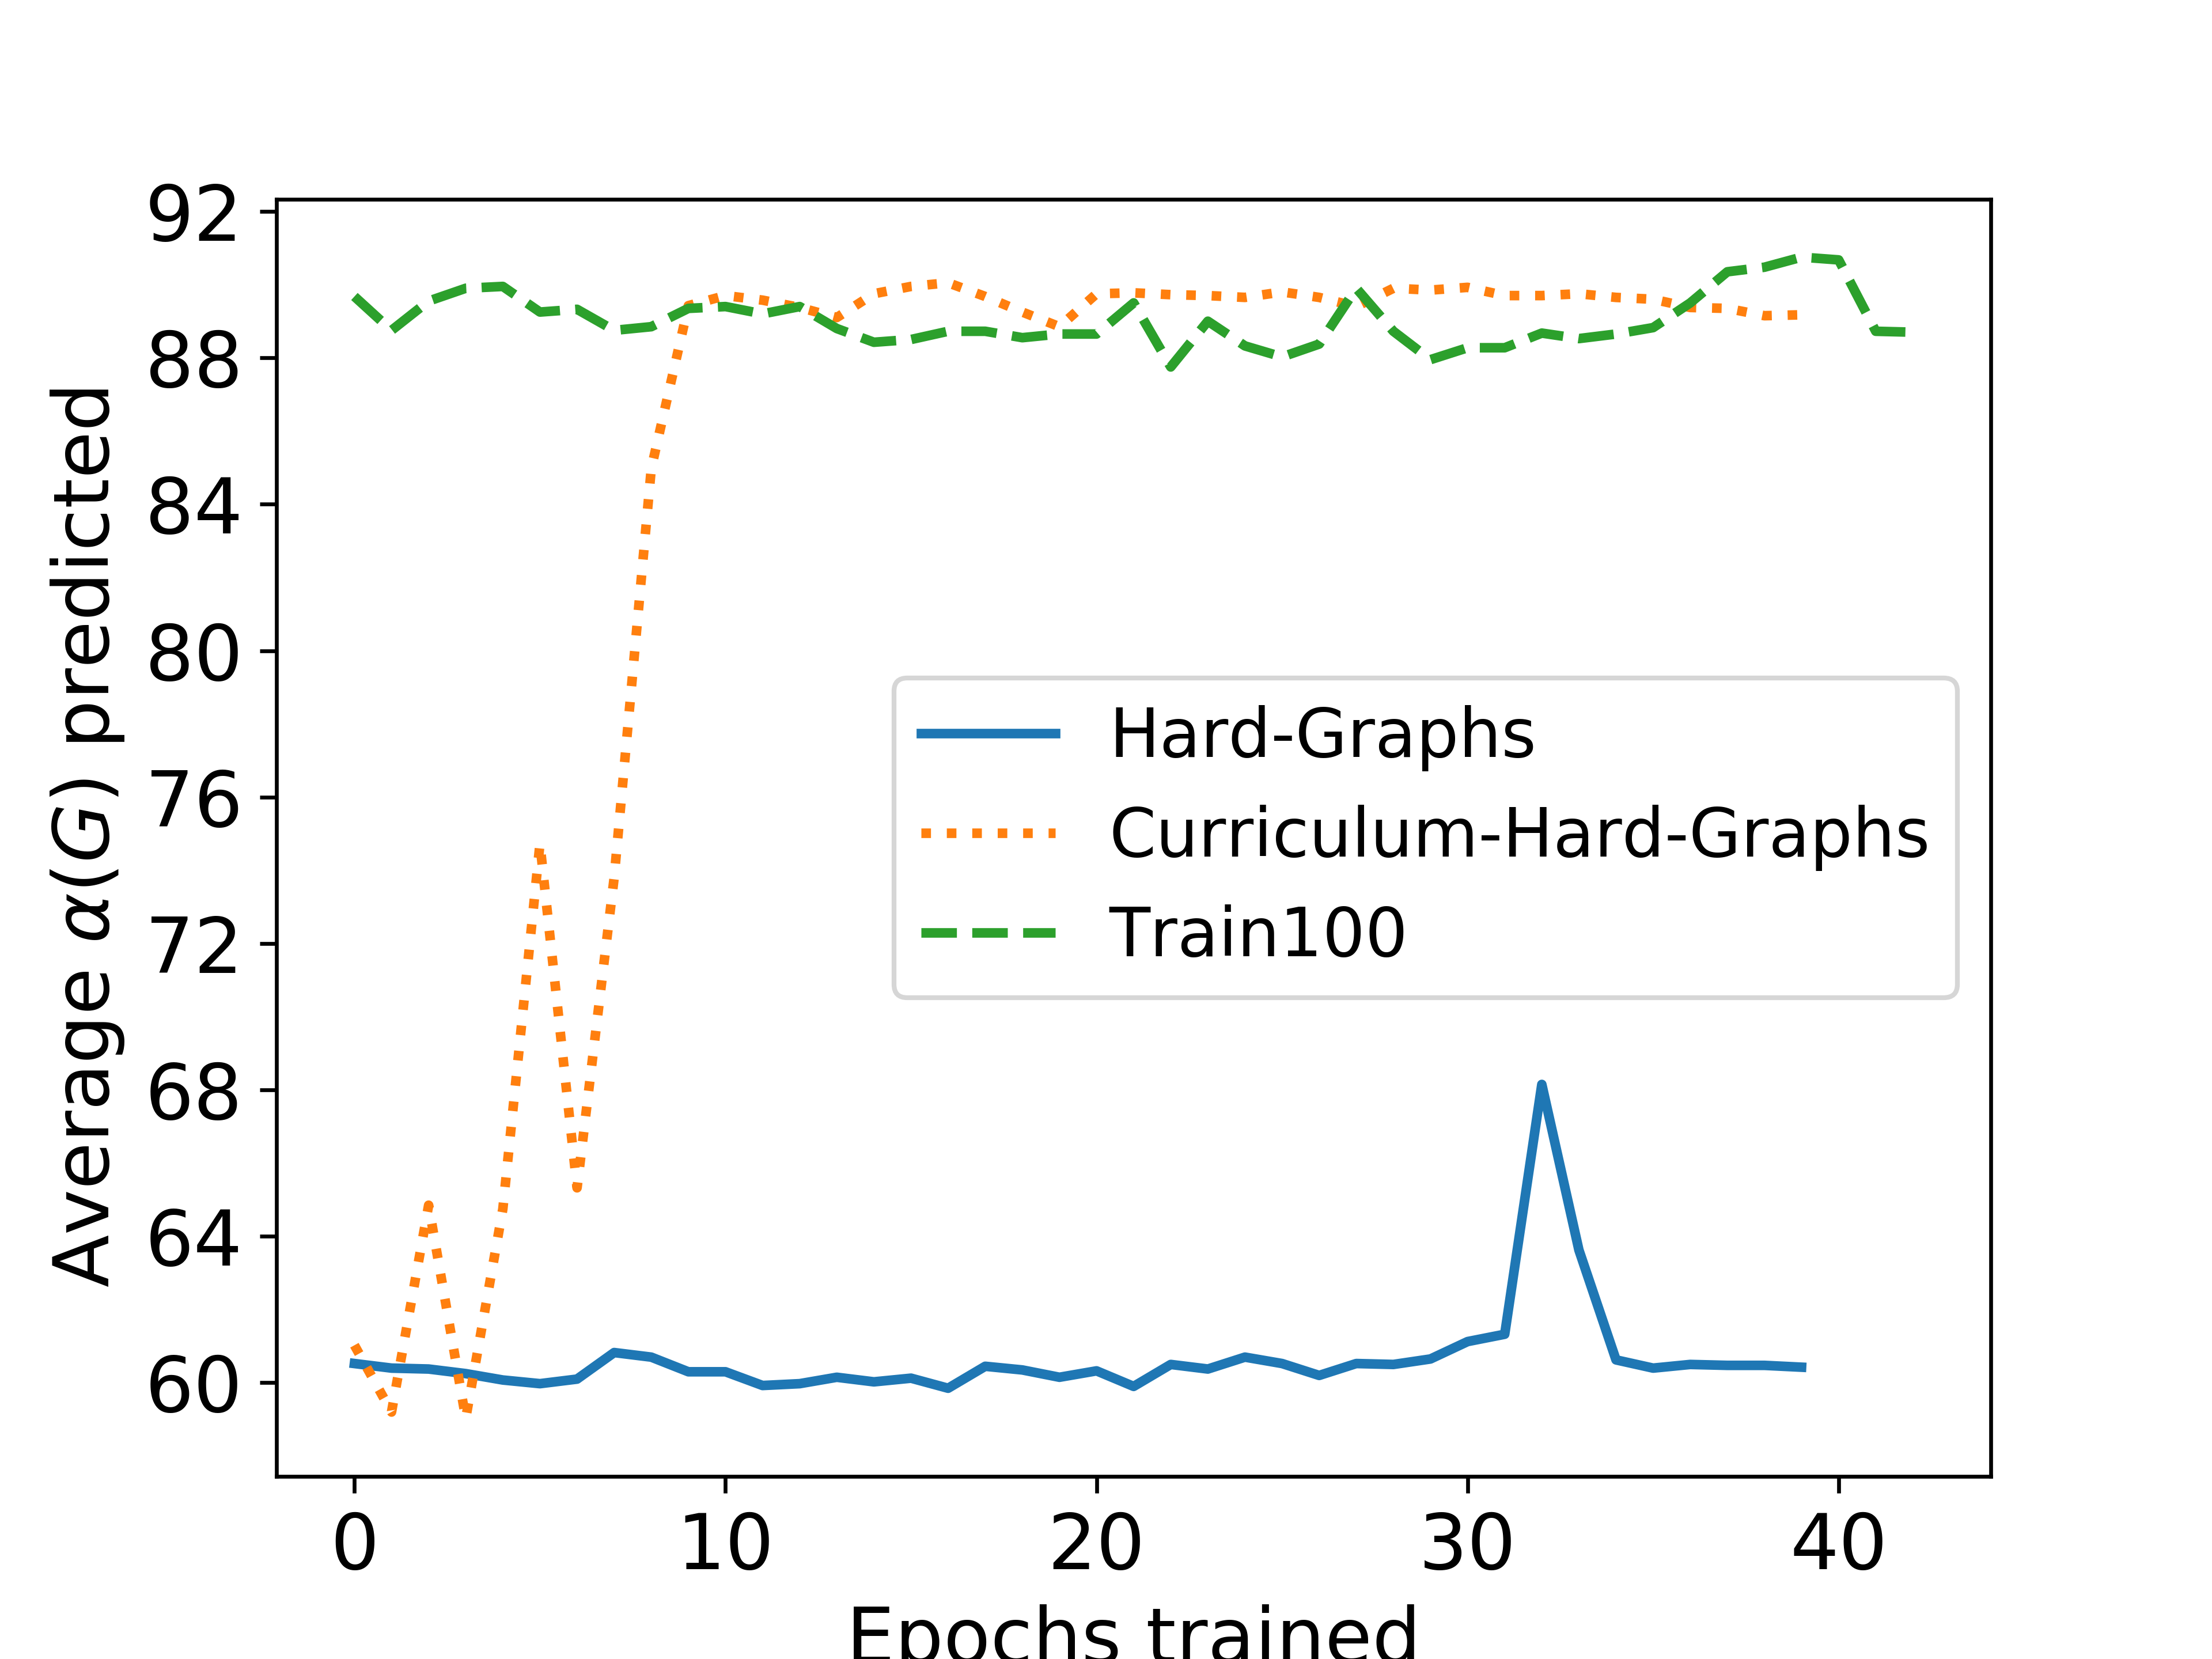 92
88
84
80
76
72
68
64
60
Average α(G) predicted
Hard-Graphs
Curriculum-Hard-Graphs
Train100
0 10 20 30 40
Epochs trained